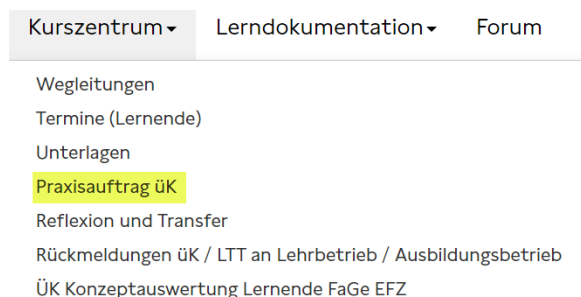 Kurszentrum Lerndokumentation Forum
Wegleitungen
Termine (Lernende)
Unterlagen
Praxisauftrag üK
Reflexion und Transfer
Rückmeldungen üK / LTT an Lehrbetrieb / Ausbildungsbetrieb
ÜK Konzeptauswertung Lernende FaGe EFZ